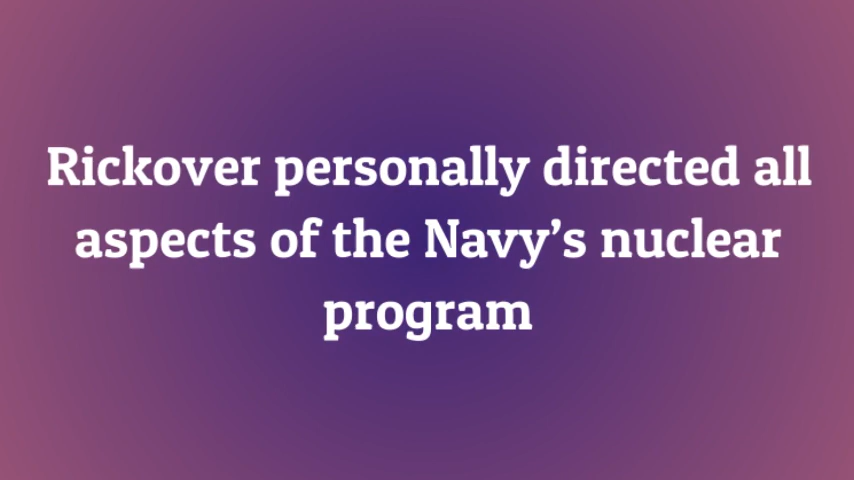 Rickover personally directed all
aspects of the Navy’s nuclear
program